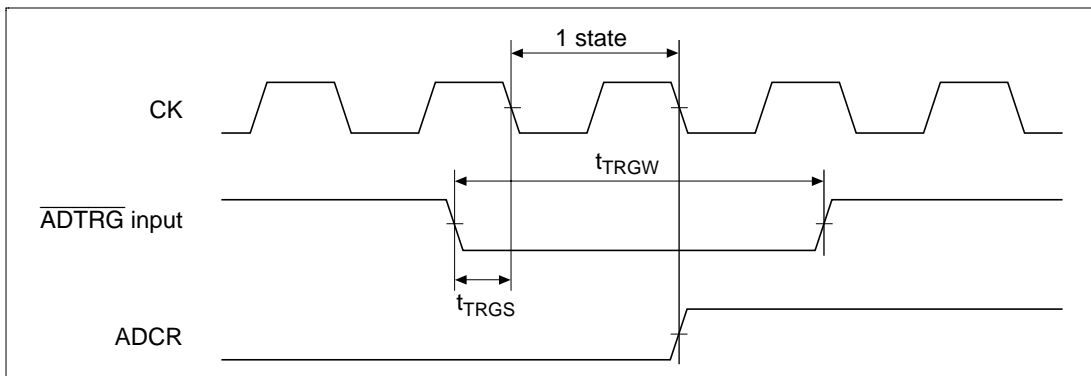 1 state
CK
tTRGW
ADTRG input
tTRGS
ADCR